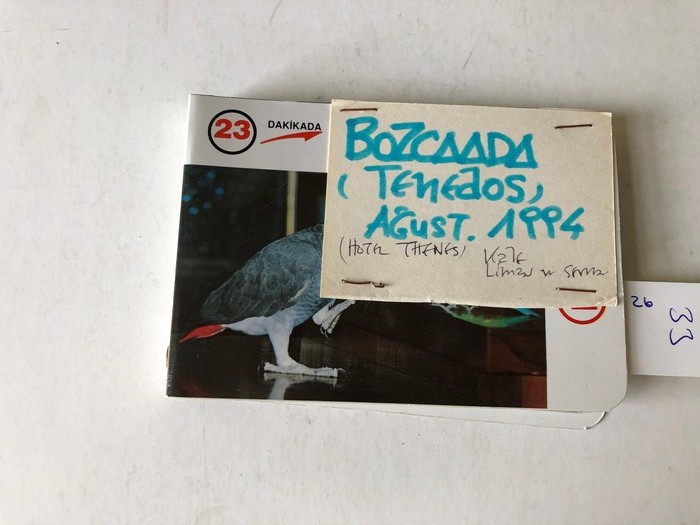 23 DAKİKADA
BOZCAADA
(TENEDOS)
AĞUST. 1994
(HOTEL THENES)
26
33